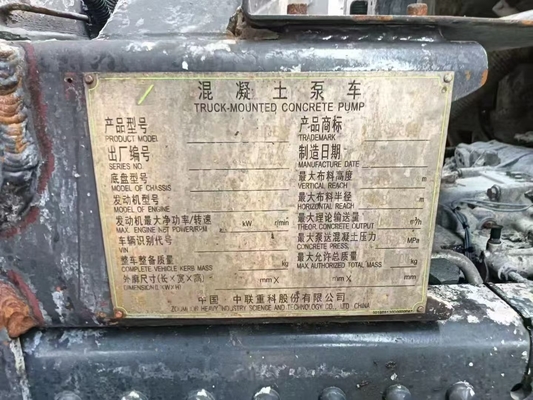 混凝土泵车
TRUCK-MOUNTED CONCRETE PUMP
产品型号
PRODUCT MODEL
出厂编号
SERIES NO.
底盘型号
MODEL OF CHASSIS
发动机型号
MODEL OF ENGINE
发动机最大净功率/转速 kW r/min
MAX. ENGINE NET POWER/RPM
车辆识别代号
VIN
整车整备质量 kg
COMPLETE VEHICLE KERB MASS
外廓尺寸(长×宽×高)
DIMENSIONS
产品商标
TRADEMARK
制造日期
MANUFACTURE DATE
最大布料高度 m
VERTICAL REACH
最大布料半径 m
HORIZONTAL REACH
最大理论输送量 m³/h
THEOR. CONCRETE OUTPUT
最大泵送混凝土压力 MPa
CONCRETE PRESS.
最大允许总质量 kg
MAX. AUTHORIZED TOTAL MASS
中国·中联重科股份有限公司
HEAVY INDUSTRY SCIENCE AND TECHNOLOGY CO., LTD. CHINA